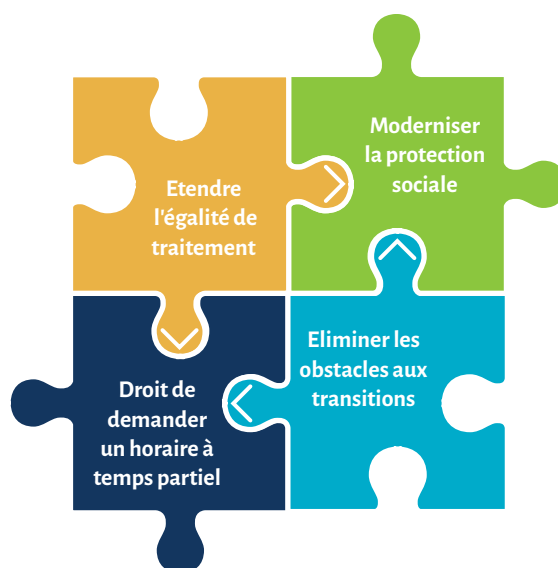 Etendre
l'égalité de
traitement
Moderniser
la protection
sociale
Droit de
demander
un horaire à
temps partiel
Eliminer les
obstacles aux
transitions